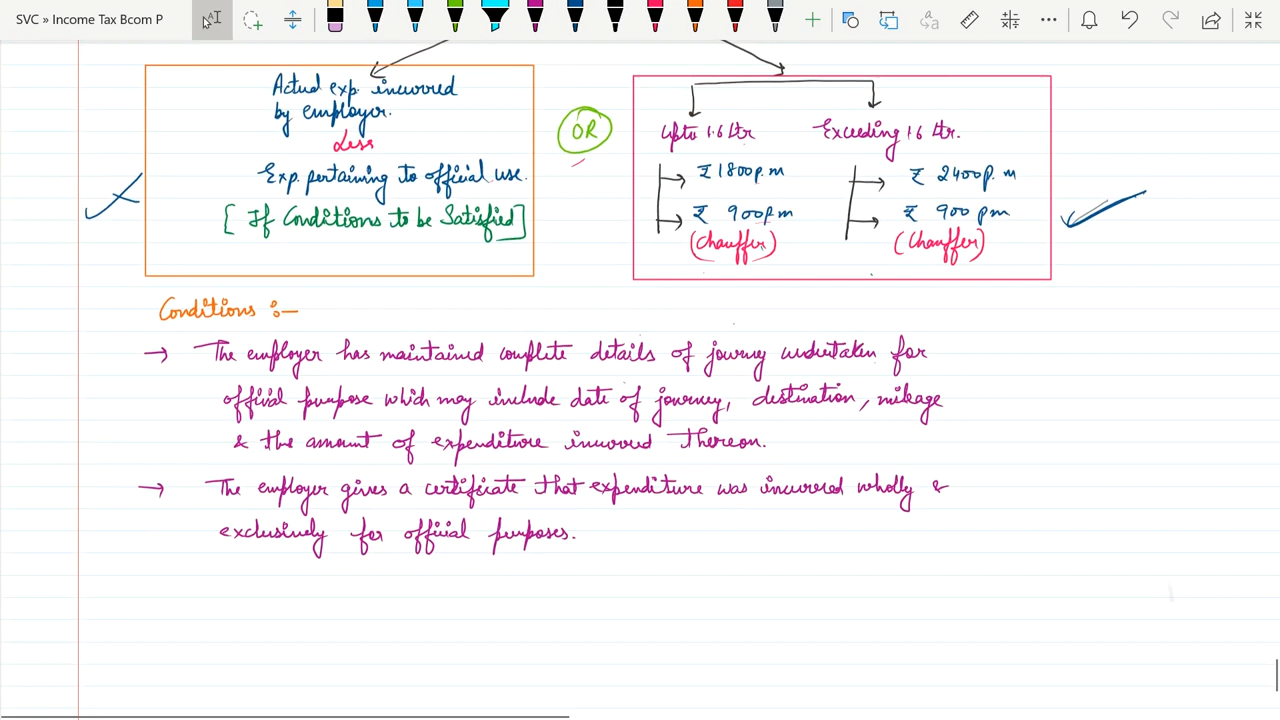 SVC » Income Tax Bcom P
Actual exp. incurred
by employer.
Less
Exp. pertaining to official use.
[ If Conditions to be Satisfied ]
OR
Upto 1.6 ltr
₹ 1800 p.m
₹ 900 pm
(Chauffer)
Exceeding 1.6 ltr.
₹ 2400 p.m
₹ 900 pm
(Chauffer)
Conditions :-
→ The employer has maintained complete details of journey undertaken for
official purpose which may include date of journey, destination, mileage
& the amount of expenditure incurred thereon.
→ The employer gives a certificate that expenditure was incurred wholly &
exclusively for official purposes.